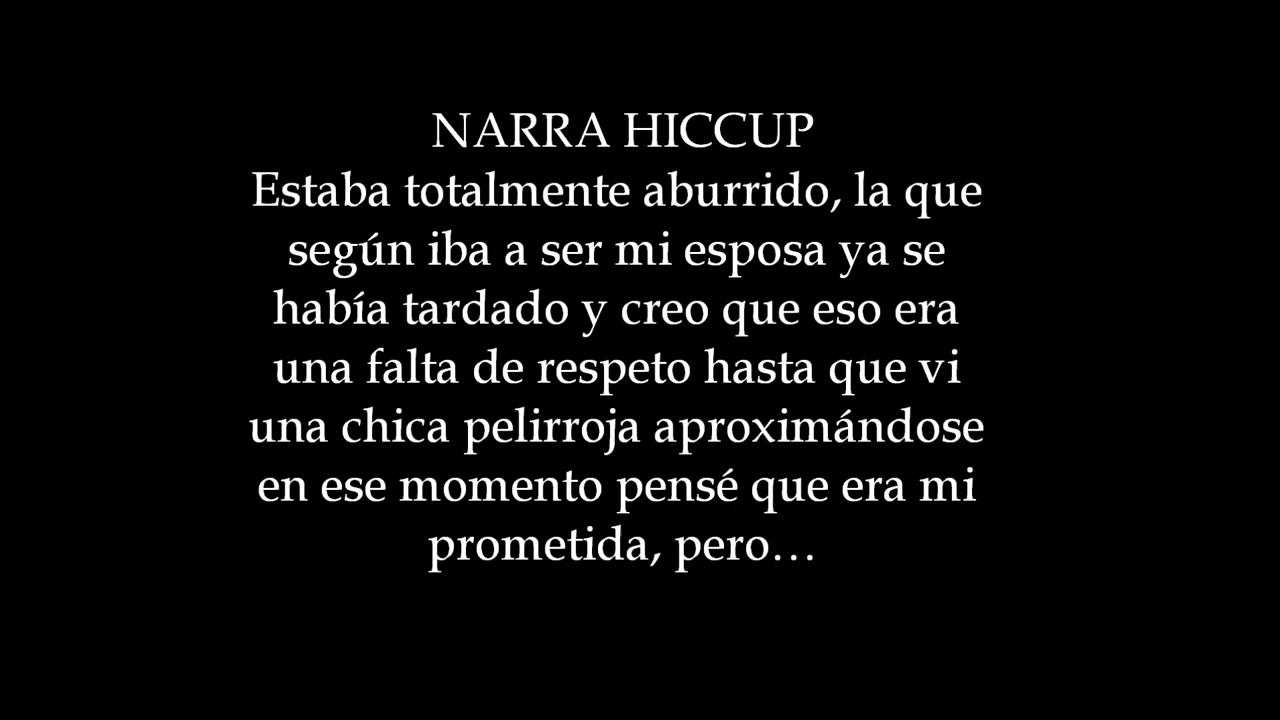 NARRA HICCUP
Estaba totalmente aburrido, la que
según iba a ser mi esposa ya se
había tardado y creo que eso era
una falta de respeto hasta que vi
una chica pelirroja aproximándose
en ese momento pensé que era mi
prometida, pero…